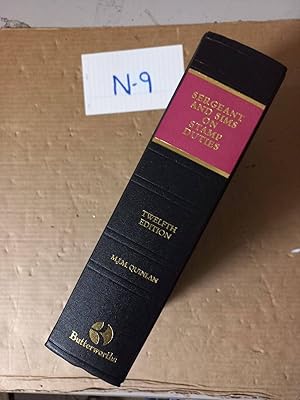 N-9
SERGEANT
AND SIMS
ON
STAMP
DUTIES
TWELFTH
EDITION
M.J.M. QUINLAN
Butterworths